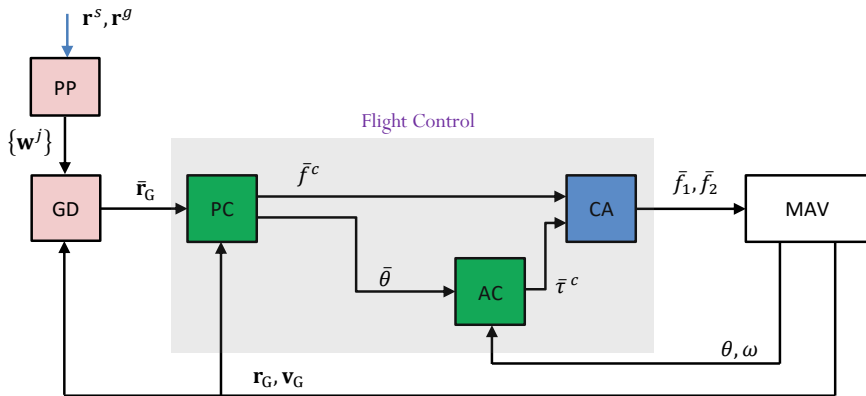 r^s, r^g
PP
{w^j}
Flight Control
GD
r̄_G
PC
f̄^c
CA
f̄_1, f̄_2
MAV
θ̄
AC
τ̄^c
θ, ω
r_G, v_G